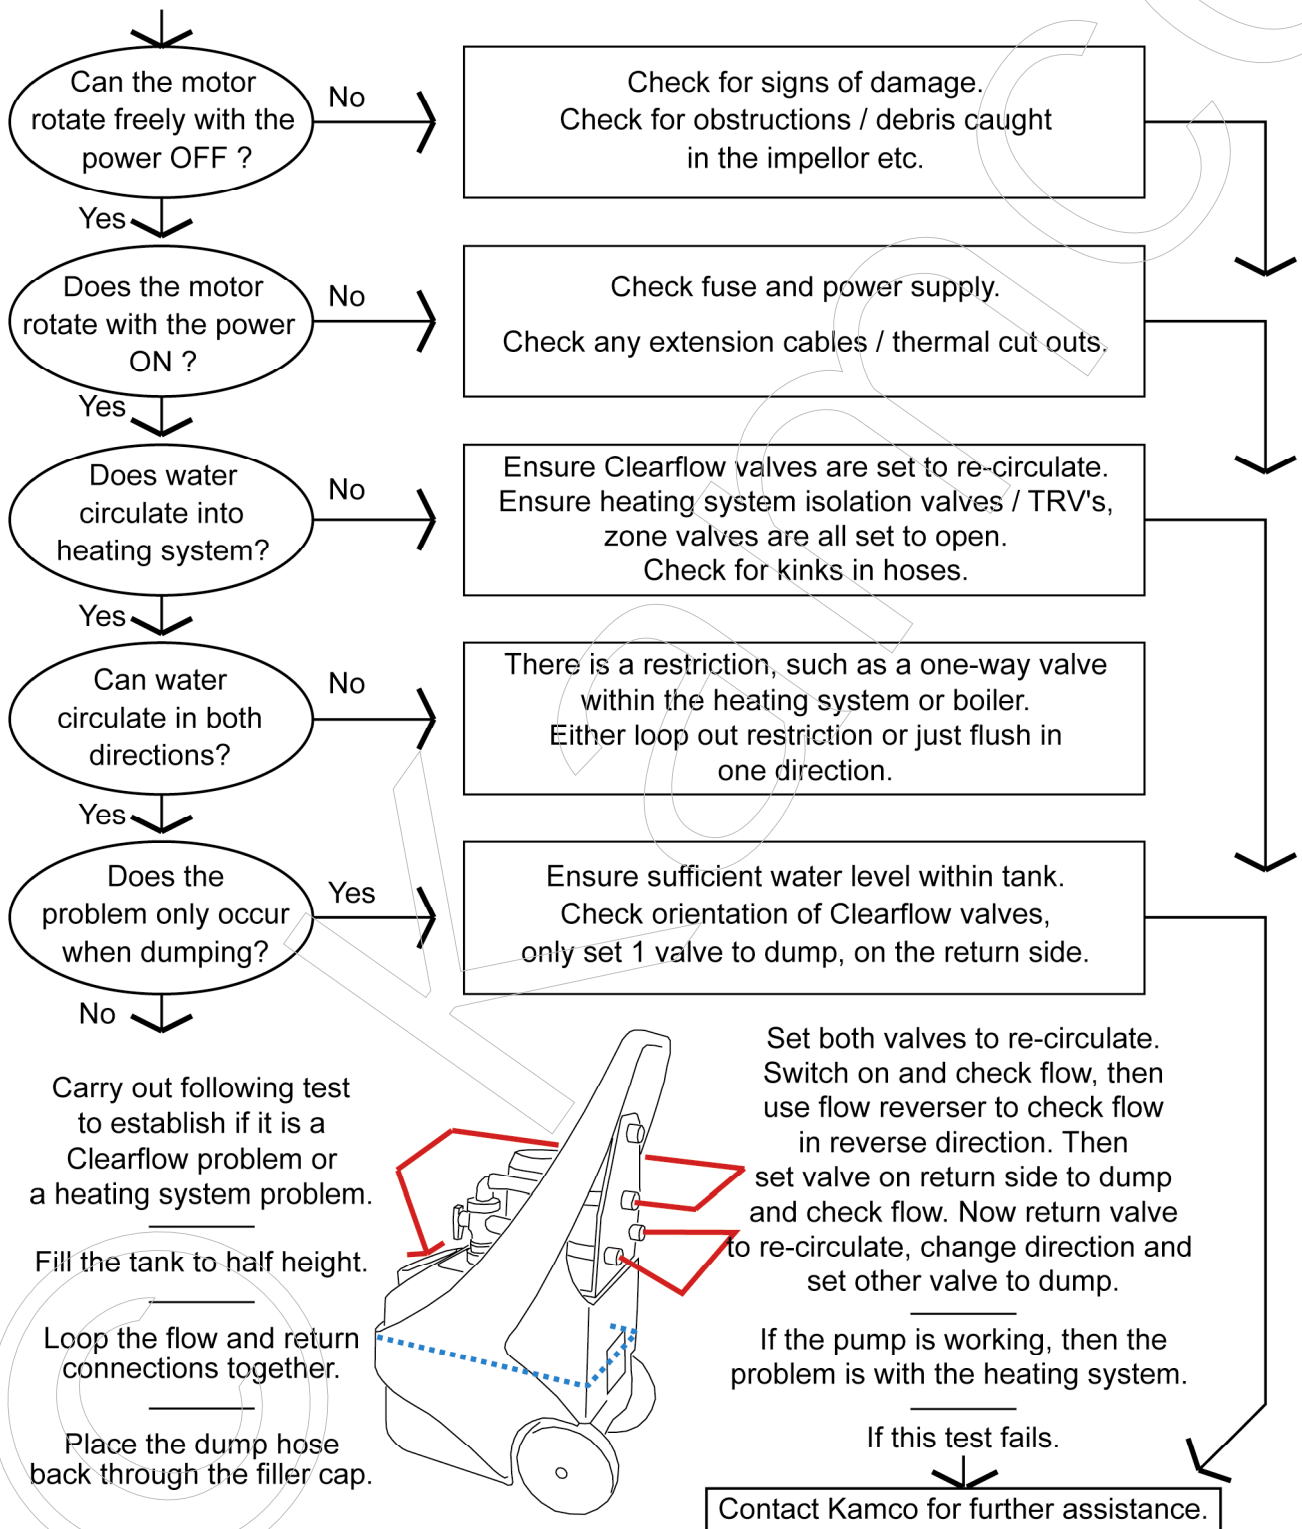 Can the motor
rotate freely with the
power OFF ?
No
Check for signs of damage.
Check for obstructions / debris caught
in the impellor etc.
Yes
Does the motor
rotate with the power
ON ?
No
Check fuse and power supply.
Check any extension cables / thermal cut outs.
Yes
Does water
circulate into
heating system?
No
Ensure Clearflow valves are set to re-circulate.
Ensure heating system isolation valves / TRV's,
zone valves are all set to open.
Check for kinks in hoses.
Yes
Can water
circulate in both
directions?
No
There is a restriction, such as a one-way valve
within the heating system or boiler.
Either loop out restriction or just flush in
one direction.
Yes
Does the
problem only occur
when dumping?
Yes
Ensure sufficient water level within tank.
Check orientation of Clearflow valves,
only set 1 valve to dump, on the return side.
No
Carry out following test
to establish if it is a
Clearflow problem or
a heating system problem.
Fill the tank to half height.
Loop the flow and return
connections together.
Place the dump hose
back through the filler cap.
Set both valves to re-circulate.
Switch on and check flow, then
use flow reverser to check flow
in reverse direction. Then
set valve on return side to dump
and check flow. Now return valve
to re-circulate, change direction and
set other valve to dump.
If the pump is working, then the
problem is with the heating system.
If this test fails.
Contact Kamco for further assistance.
© Kamco